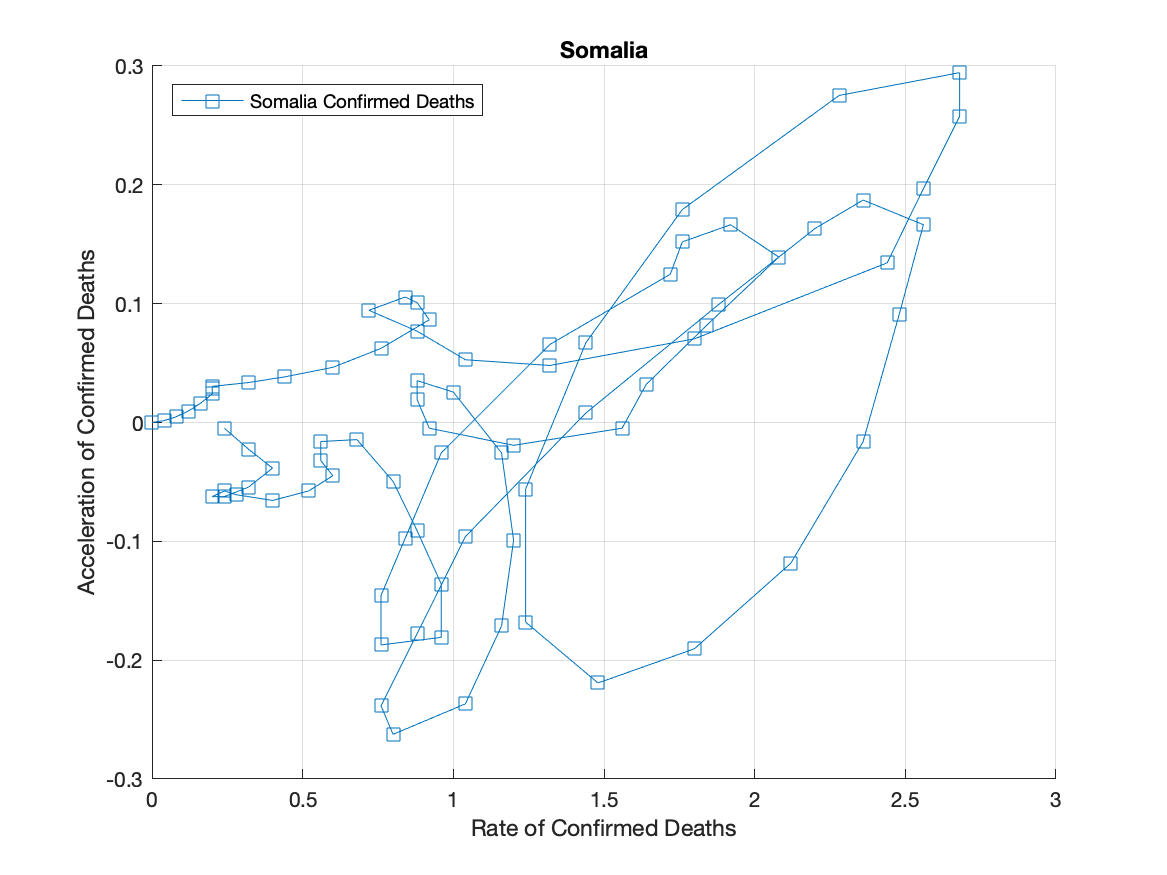 Somalia
Somalia Confirmed Deaths
0.3
0.2
0.1
0
-0.1
-0.2
-0.3
Acceleration of Confirmed Deaths
0 0.5 1 1.5 2 2.5 3
Rate of Confirmed Deaths